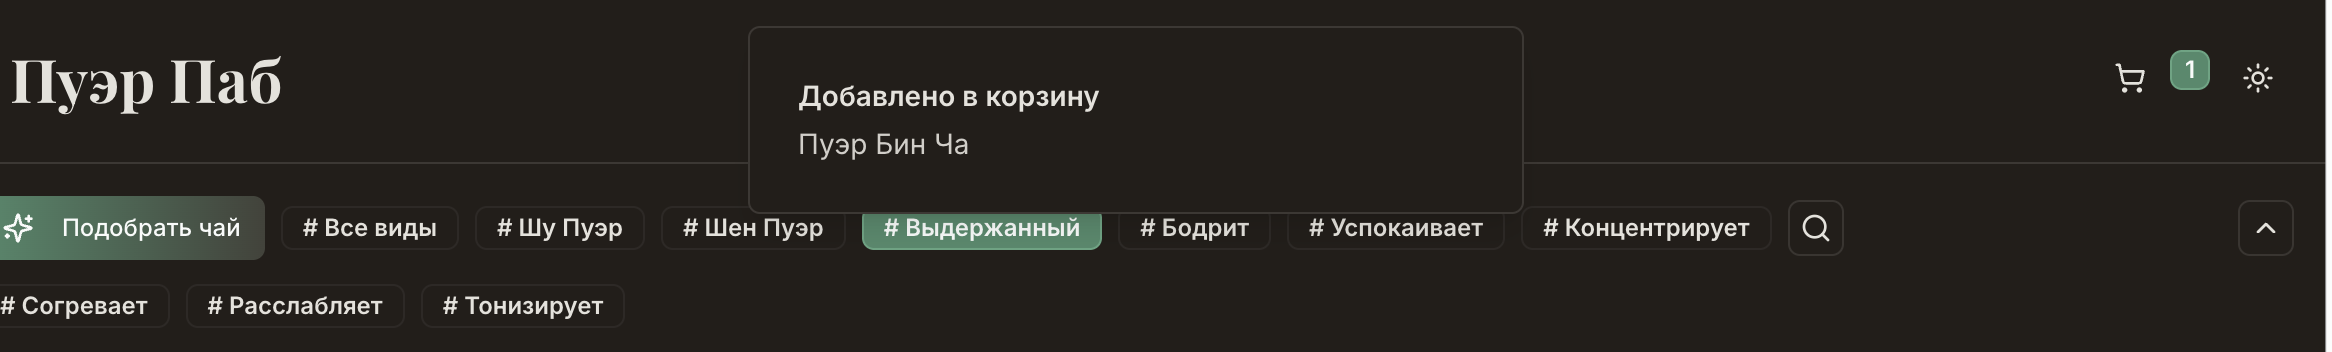 Пуэр Паб
Добавлено в корзину
Пуэр Бин Ча
1
Подобрать чай
# Все виды
# Шу Пуэр
# Шен Пуэр
# Выдержанный
# Бодрит
# Успокаивает
# Концентрирует
# Согревает
# Расслабляет
# Тонизирует